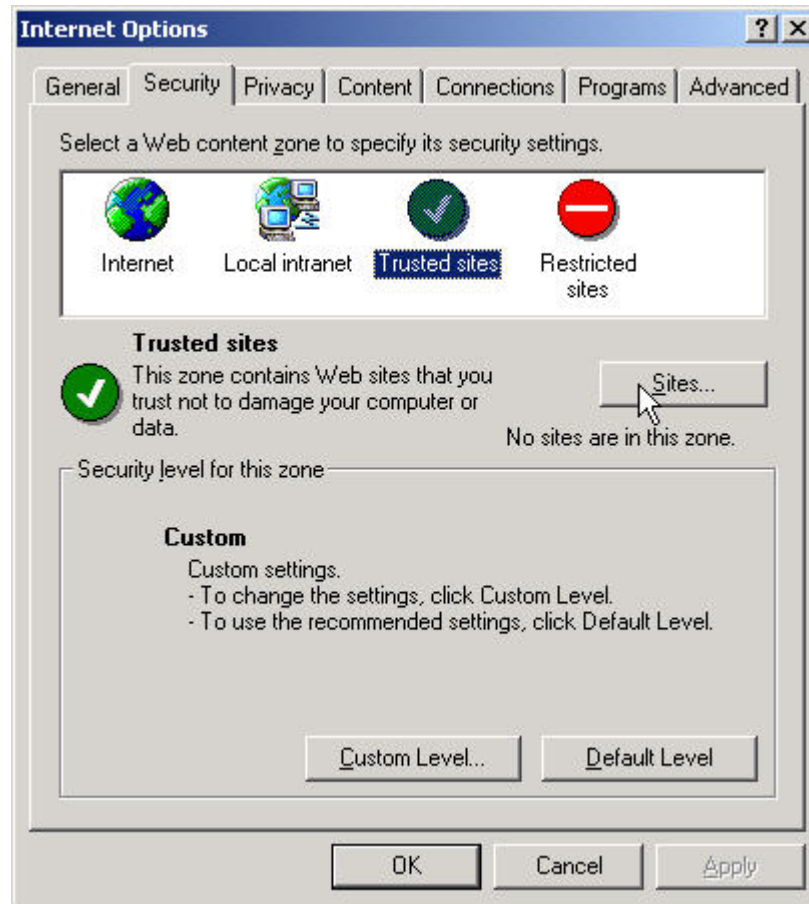 Internet Options
General Security Privacy Content Connections Programs Advanced
Select a Web content zone to specify its security settings.
Internet Local intranet Trusted sites Restricted sites
Trusted sites
This zone contains Web sites that you
trust not to damage your computer or
data.
Sites...
No sites are in this zone.
Security level for this zone
Custom
Custom settings.
- To change the settings, click Custom Level.
- To use the recommended settings, click Default Level.
Custom Level... Default Level
OK Cancel Apply